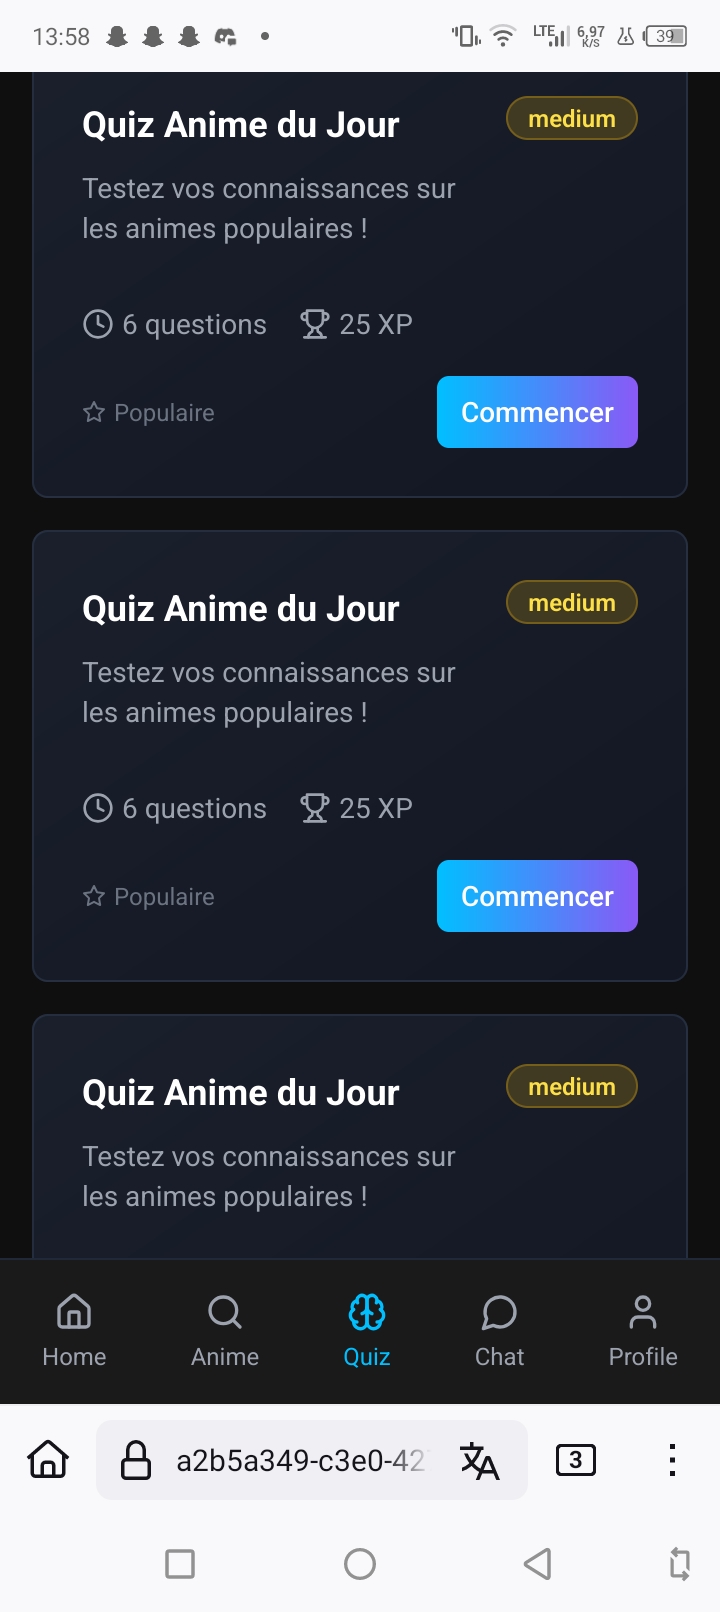 13:58
LTE 6,97 K/S 39
Quiz Anime du Jour
medium
Testez vos connaissances sur
les animes populaires !
6 questions 25 XP
Populaire
Commencer
Quiz Anime du Jour
medium
Testez vos connaissances sur
les animes populaires !
6 questions 25 XP
Populaire
Commencer
Quiz Anime du Jour
medium
Testez vos connaissances sur
les animes populaires !
Home Anime Quiz Chat Profile
a2b5a349-c3e0-42
3